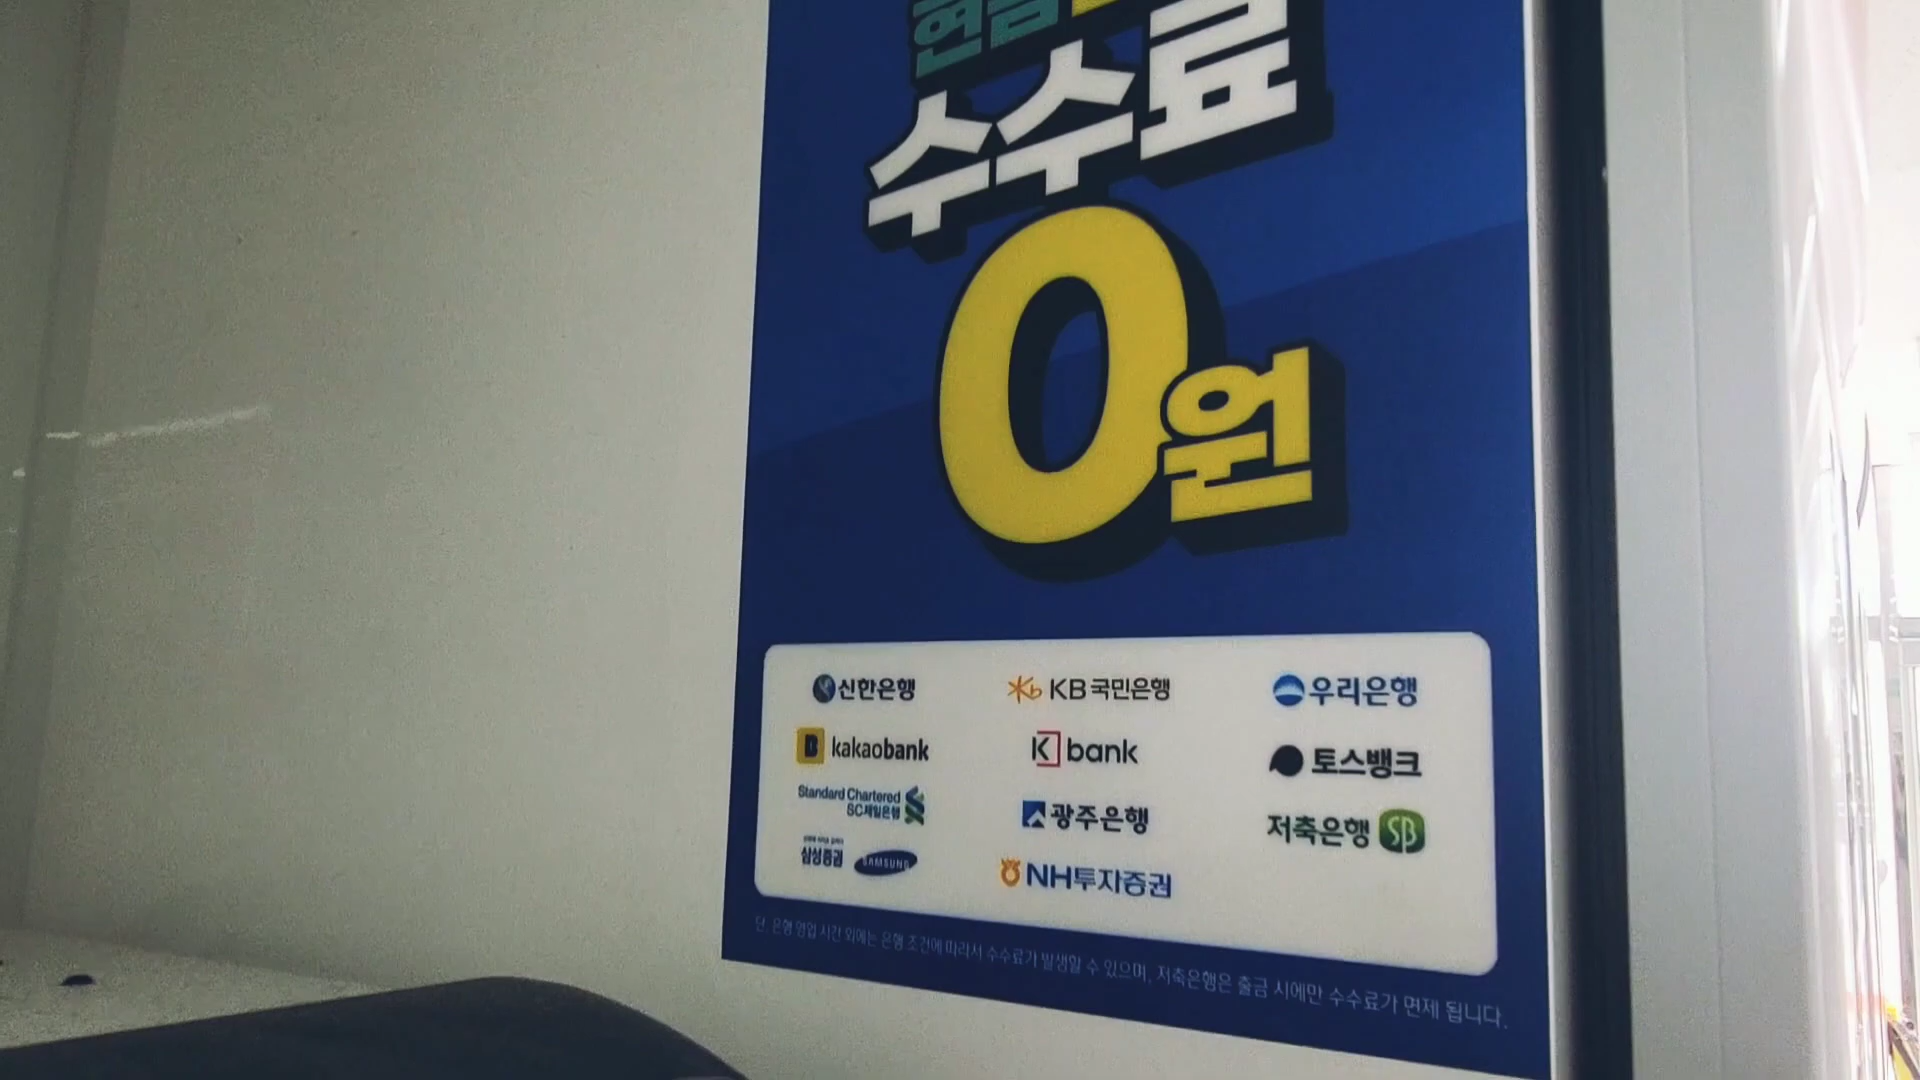 현금
수수료
0원
신한은행 KB국민은행 우리은행
kakaobank K bank 토스뱅크
Standard Chartered
SC제일은행 광주은행 저축은행 SB
삼성증권 SAMSUNG NH투자증권
단, 은행 영업 시간 외에는 은행 조건에 따라서 수수료가 발생할 수 있으며, 저축은행은 출금 시에만 수수료가 면제 됩니다.